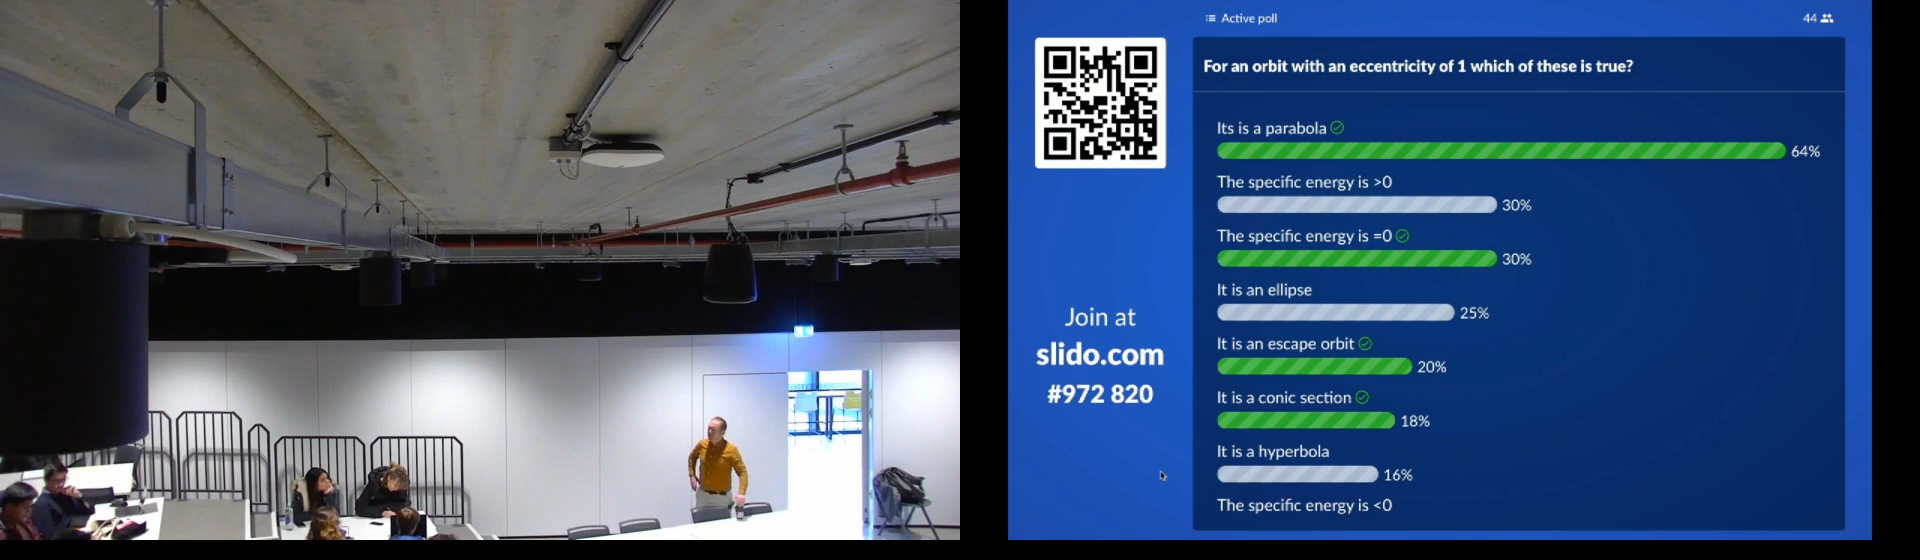 Active poll
44
For an orbit with an eccentricity of 1 which of these is true?
Its is a parabola
64%
The specific energy is >0
30%
The specific energy is =0
30%
It is an ellipse
25%
It is an escape orbit
20%
It is a conic section
18%
It is a hyperbola
16%
The specific energy is <0
Join at
slido.com
#972 820